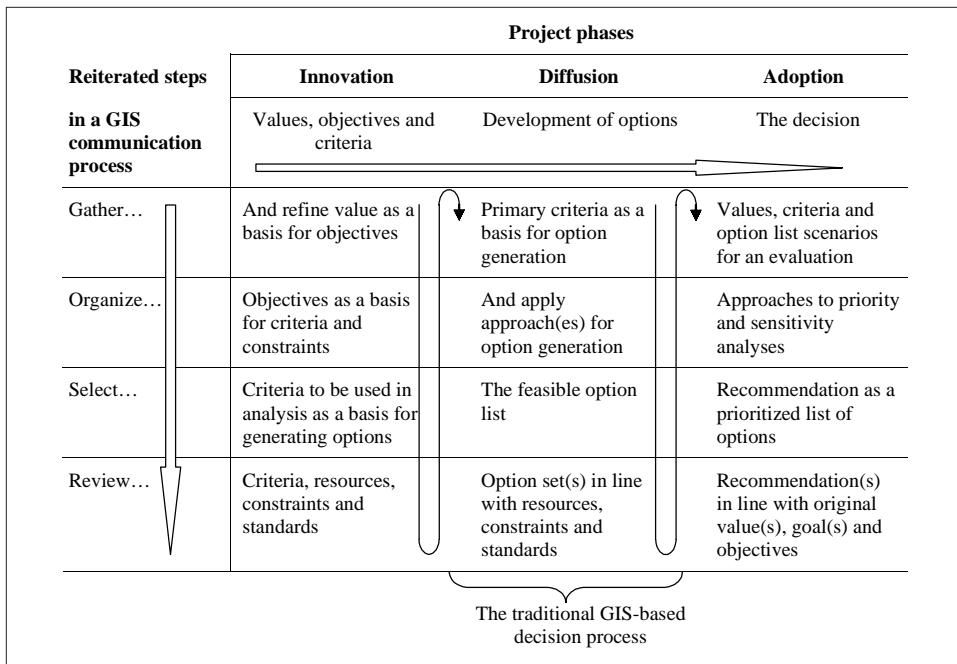 Project phases
Reiterated steps
Innovation
Diffusion
Adoption
in a GIS
communication
process
Values, objectives and
criteria
Development of options
The decision
Gather…
And refine value as a
basis for objectives
Primary criteria as a
basis for option
generation
Values, criteria and
option list scenarios
for an evaluation
Organize…
Objectives as a basis
for criteria and
constraints
And apply
approach(es) for
option generation
Approaches to priority
and sensitivity
analyses
Select…
Criteria to be used in
analysis as a basis for
generating options
The feasible option
list
Recommendation as a
prioritized list of
options
Review…
Criteria, resources,
constraints and
standards
Option set(s) in line
with resources,
constraints and
standards
Recommendation(s)
in line with original
value(s), goal(s) and
objectives
The traditional GIS-based
decision process